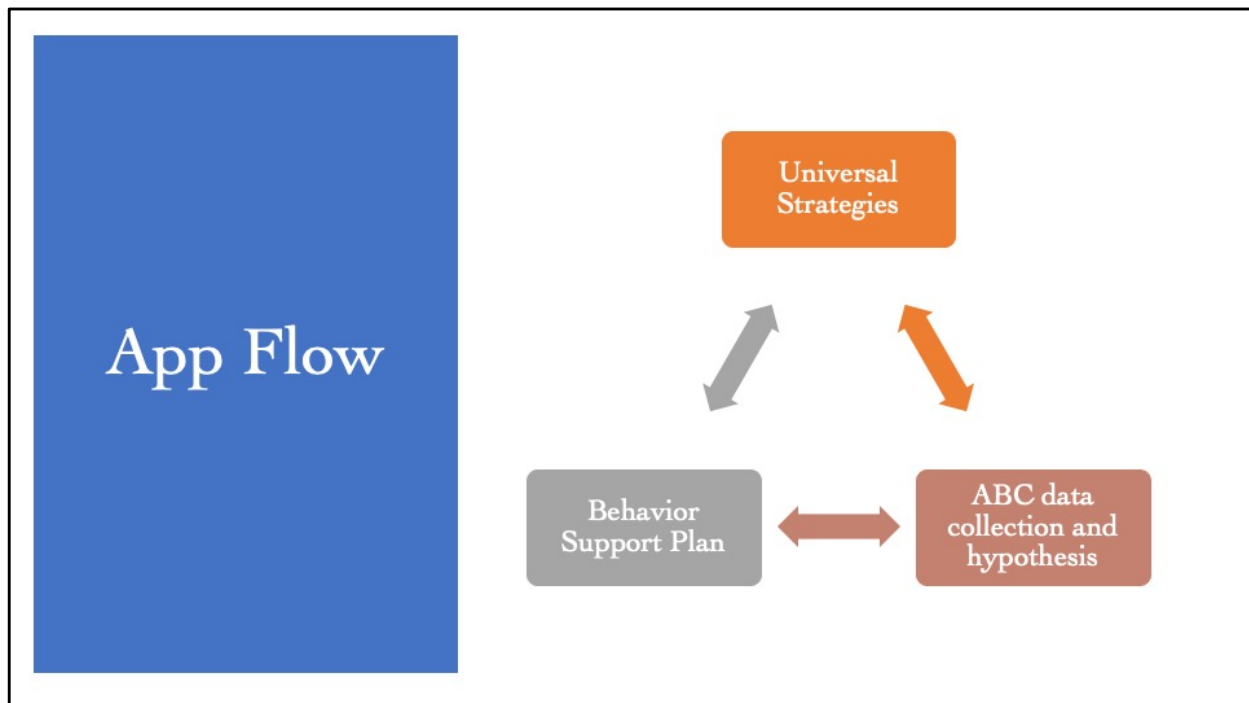 App Flow
Universal
Strategies
Behavior
Support Plan
ABC data
collection and
hypothesis